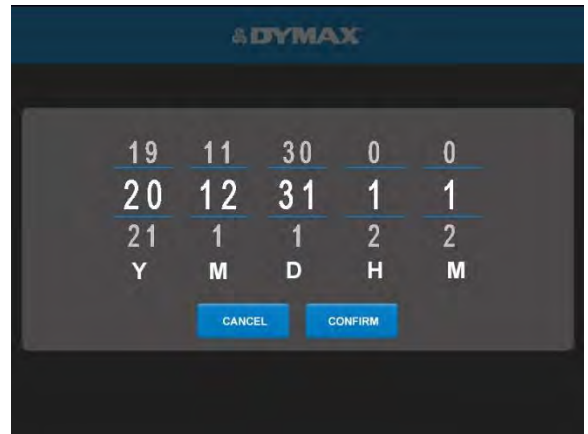 DYMAX
19 11 30 0 0
20 12 31 1 1
21 1 1 2 2
Y M D H M
CANCEL CONFIRM